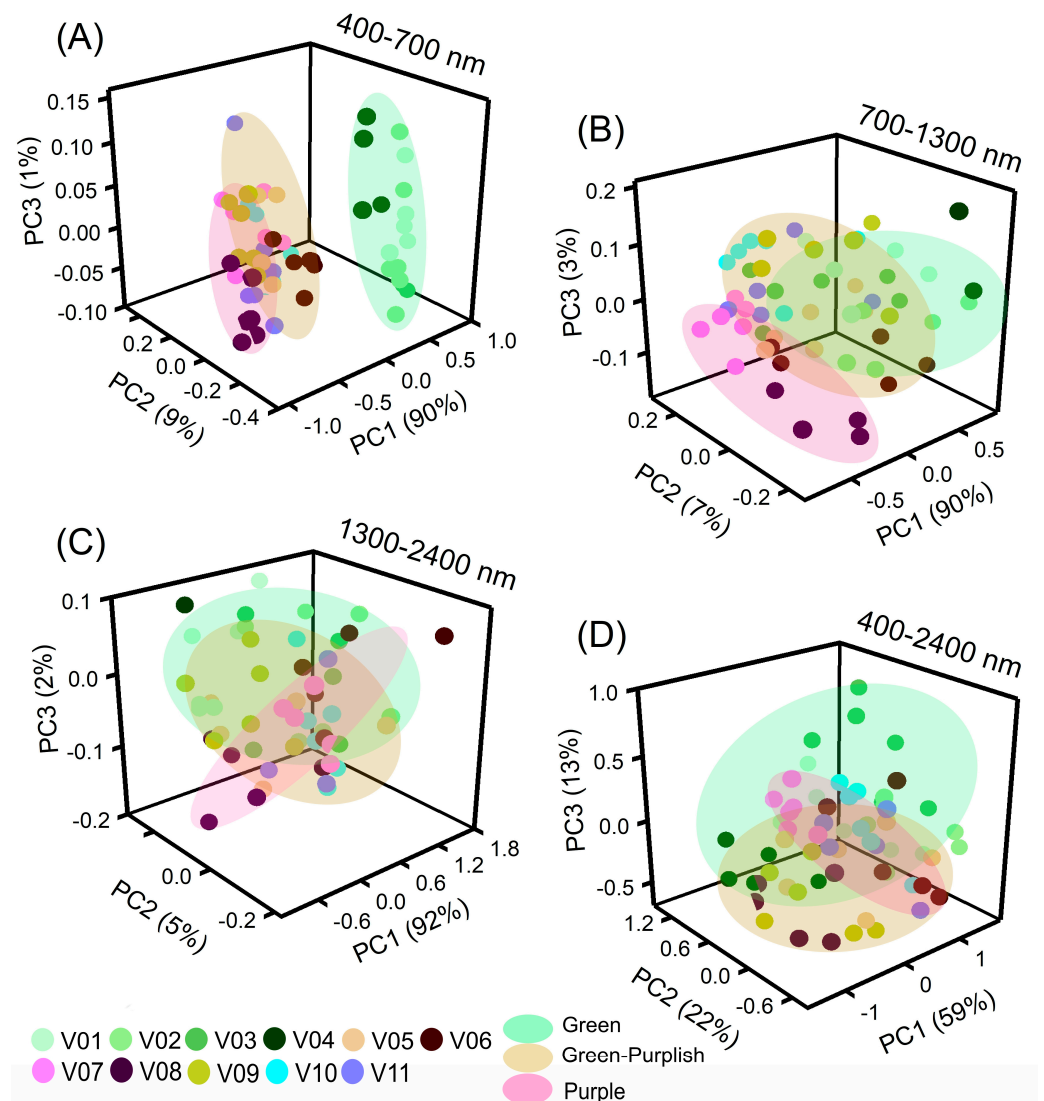 (A)
400-700 nm
0.15
0.10
0.05
0.00
-0.05
-0.10
PC3 (1%)
0.2
0.0
-0.2
-0.4
PC2 (9%)
-1.0
-0.5
0.0
0.5
1.0
PC1 (90%)
(B)
700-1300 nm
0.2
0.1
0.0
-0.1
PC3 (3%)
0.2
0.0
-0.2
PC2 (7%)
-0.5
0.0
0.5
PC1 (90%)
(C)
1300-2400 nm
0.1
0.0
-0.1
-0.2
PC3 (2%)
0.0
-0.2
PC2 (5%)
-0.6
0.0
0.6
1.2
1.8
PC1 (92%)
(D)
400-2400 nm
1.0
0.5
0.0
-0.5
PC3 (13%)
1.2
0.6
0.0
-0.6
PC2 (22%)
-1
0
1
PC1 (59%)
V01 V02 V03 V04 V05 V06
V07 V08 V09 V10 V11
Green
Green-Purplish
Purple